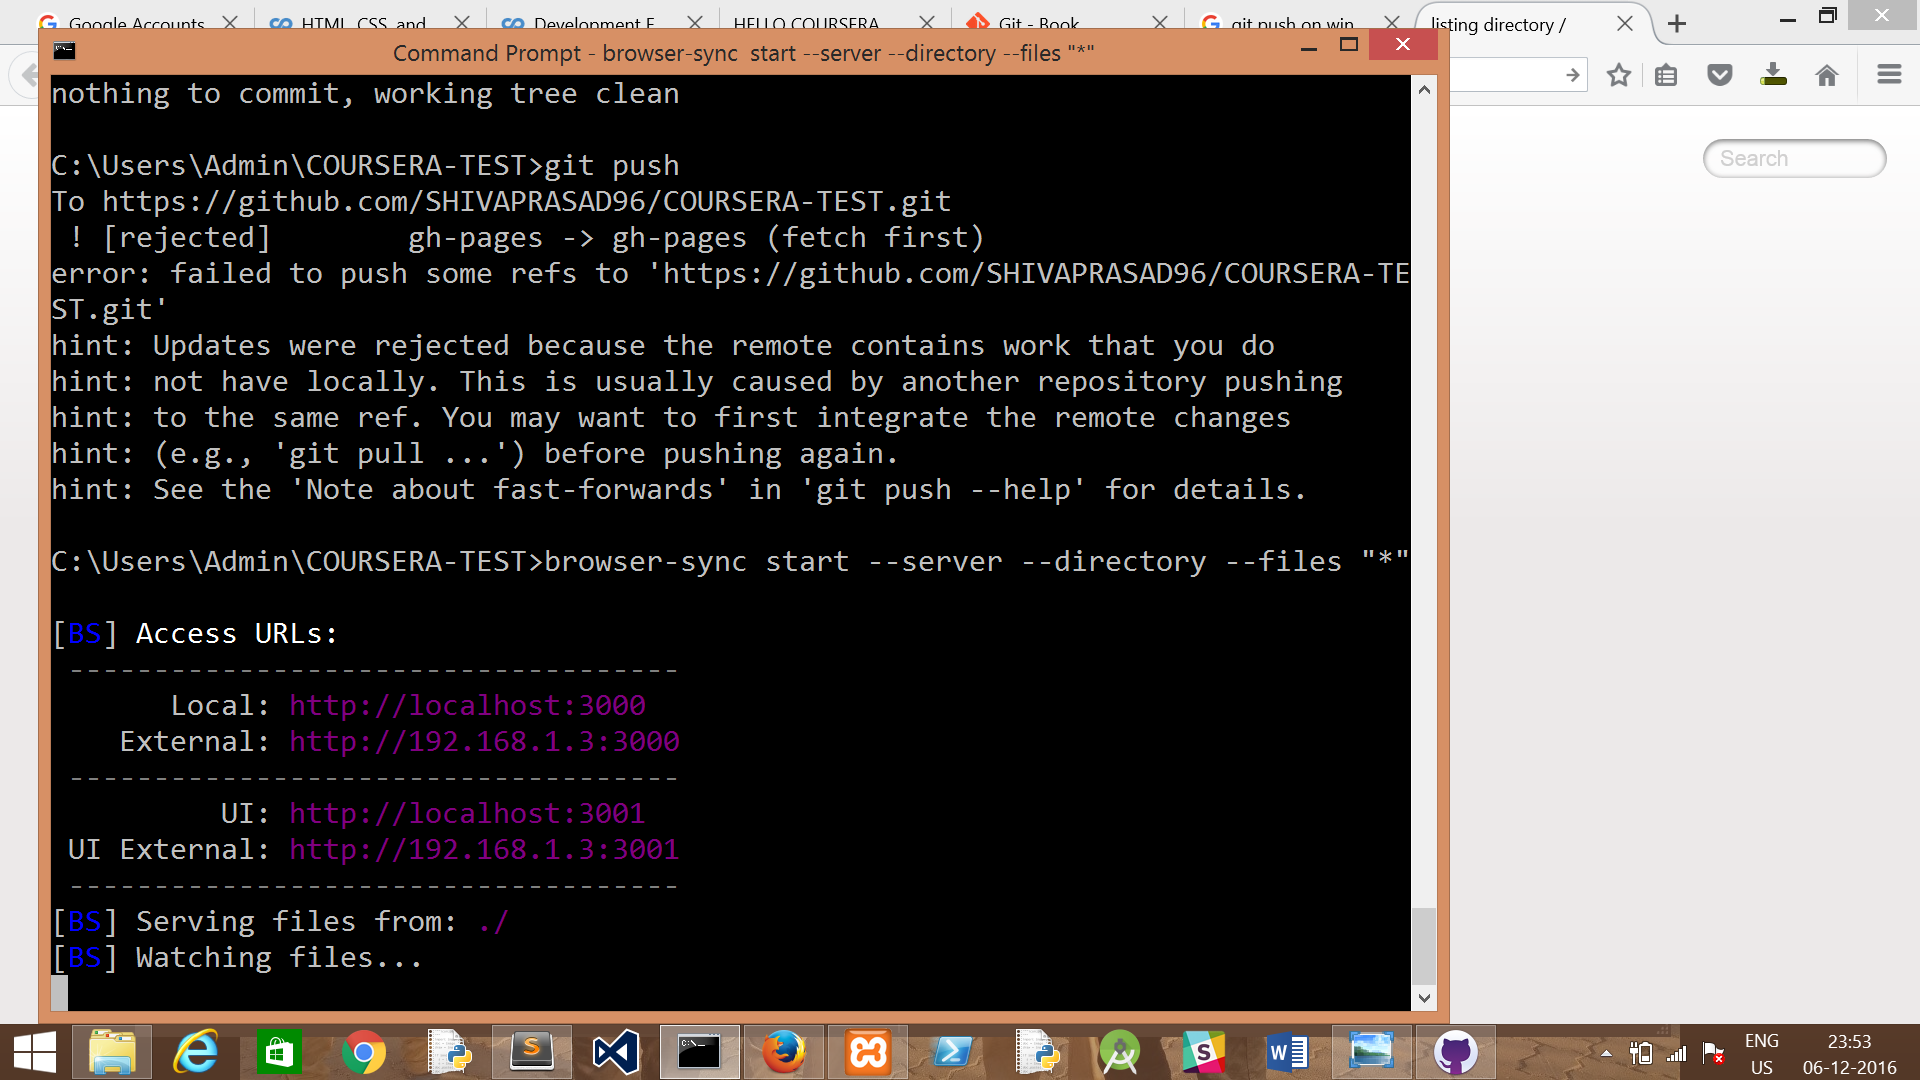 Google Accounts
HTML, CSS, and
Development E
HELLO COURSERA
Git - Book
git push on win
listing directory /
Command Prompt - browser-sync  start --server --directory --files "*"
Search
nothing to commit, working tree clean
C:\Users\Admin\COURSERA-TEST>git push
To https://github.com/SHIVAPRASAD96/COURSERA-TEST.git
! [rejected]        gh-pages -> gh-pages (fetch first)
error: failed to push some refs to 'https://github.com/SHIVAPRASAD96/COURSERA-TE
ST.git'
hint: Updates were rejected because the remote contains work that you do
hint: not have locally. This is usually caused by another repository pushing
hint: to the same ref. You may want to first integrate the remote changes
hint: (e.g., 'git pull ...') before pushing again.
hint: See the 'Note about fast-forwards' in 'git push --help' for details.
C:\Users\Admin\COURSERA-TEST>browser-sync start --server --directory --files "*"
[BS] Access URLs:
------------------------------------
Local: http://localhost:3000
External: http://192.168.1.3:3000
------------------------------------
UI: http://localhost:3001
UI External: http://192.168.1.3:3001
------------------------------------
[BS] Serving files from: ./
[BS] Watching files...
ENG
US
23:53
06-12-2016